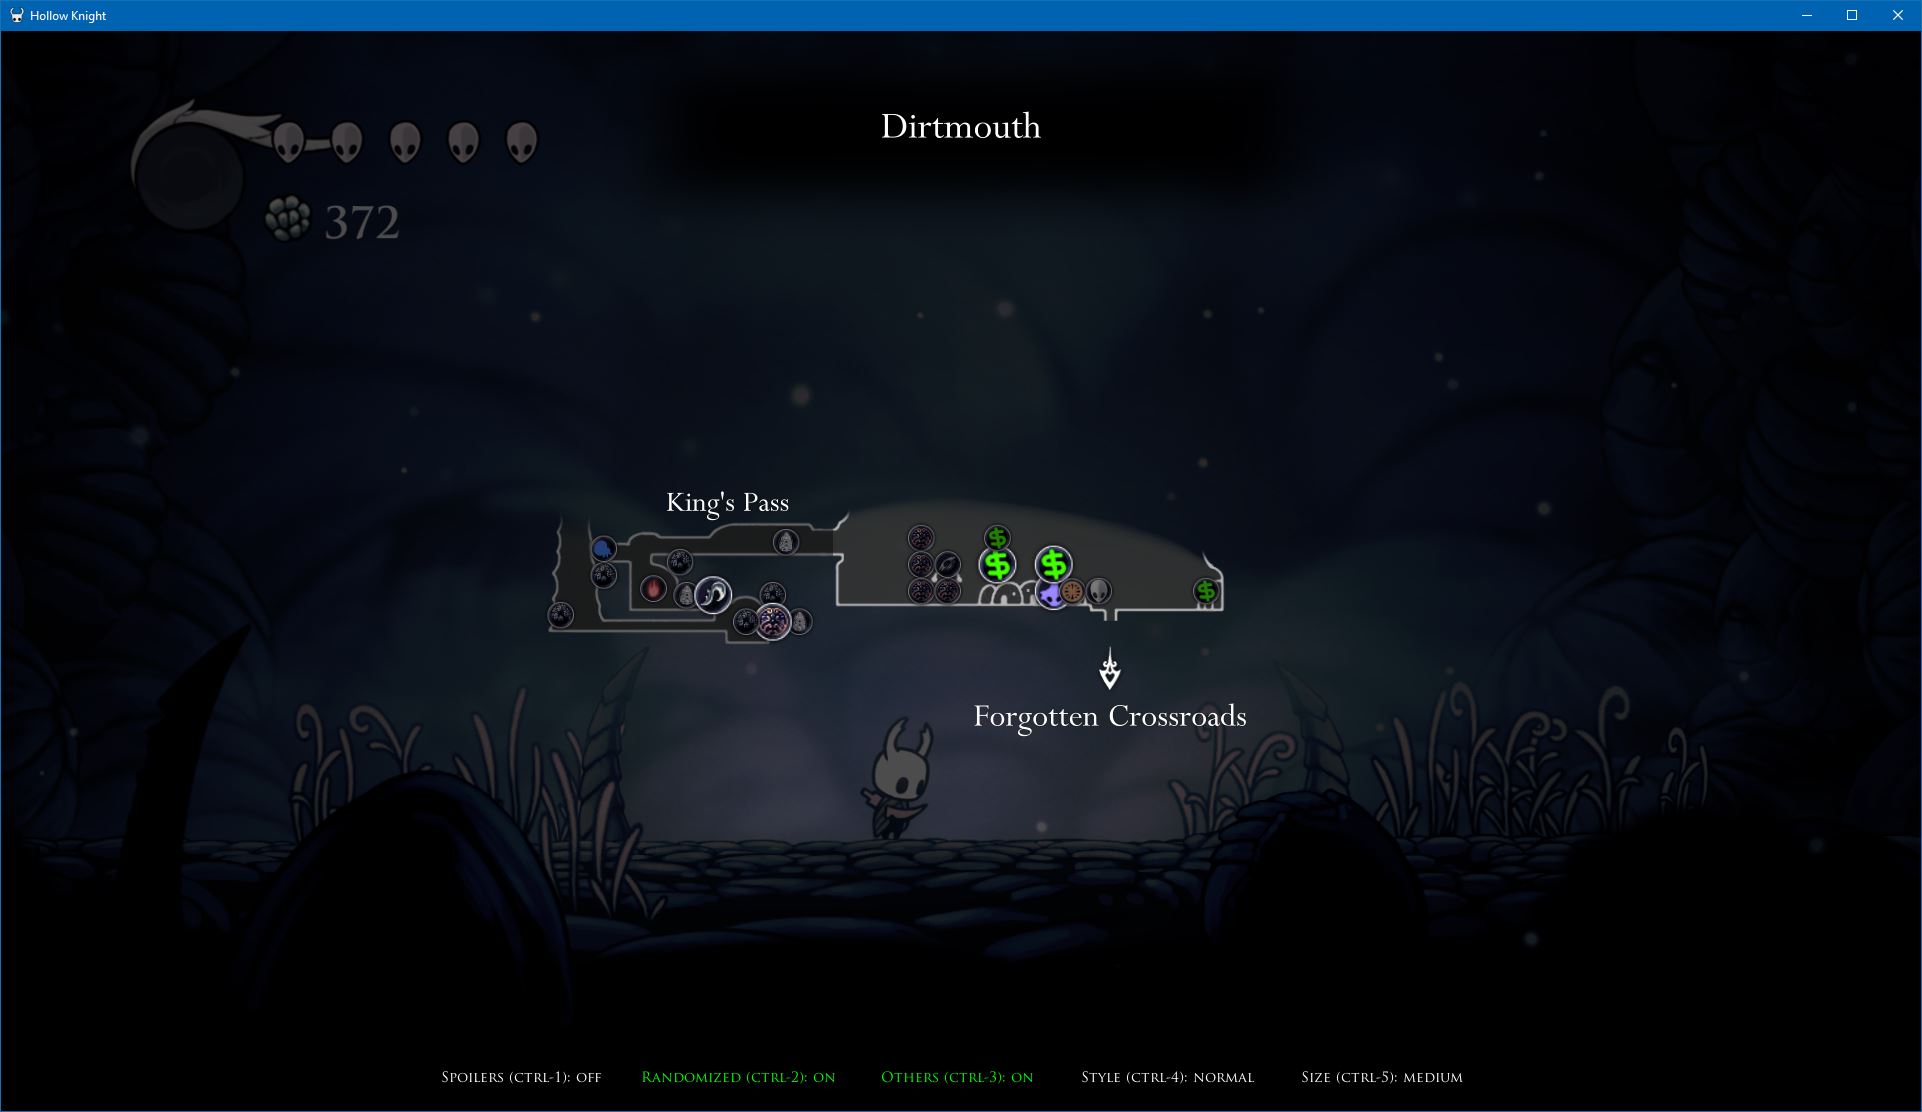 Hollow Knight
Dirtmouth
372
King's Pass
$
$ $
$
Forgotten Crossroads
Spoilers (ctrl-1): off Randomized (ctrl-2): on Others (ctrl-3): on Style (ctrl-4): normal Size (ctrl-5): medium